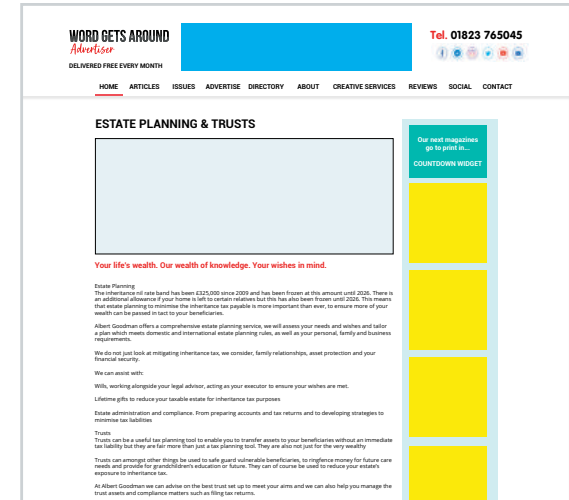 WORD GETS AROUND
Advertiser
DELIVERED FREE EVERY MONTH
Tel. 01823 765045
HOME ARTICLES ISSUES ADVERTISE DIRECTORY ABOUT CREATIVE SERVICES REVIEWS SOCIAL CONTACT
ESTATE PLANNING & TRUSTS
Our next magazines
go to print in...
COUNTDOWN WIDGET
Your life's wealth. Our wealth of knowledge. Your wishes in mind.
Estate Planning
The inheritance nil rate band has been £325,000 since 2009 and has been frozen at this amount until 2026. There is
an additional allowance if your home is left to certain relatives but this has also been frozen until 2026. This means
that estate planning to minimise the inheritance tax payable is more important than ever, to ensure more of your
wealth can be passed in tact to your beneficiaries.
Albert Goodman offers a comprehensive estate planning service, we will assess your needs and wishes and tailor
a plan which meets domestic and international estate planning rules, as well as your personal, family and business
requirements.
We do not just look at mitigating inheritance tax, we consider, family relationships, asset protection and your
financial security.
We can assist with:
Wills, working alongside your legal advisor, acting as your executor to ensure your wishes are met.
Lifetime gifts to reduce your taxable estate for inheritance tax purposes
Estate administration and compliance. From preparing accounts and tax returns and to developing strategies to
minimise tax liabilities
Trusts
Trusts can be a useful tax planning tool to enable you to transfer assets to your beneficiaries without an immediate
tax liability but they are fair more than just a tax planning tool. They are also not just for the very wealthy
Trusts can amongst other things be used to safe guard vulnerable beneficiaries, to ringfence money for future care
needs and provide for grandchildren's education or future. They can of course be used to reduce your estate's
exposure to inheritance tax.
At Albert Goodman we can advise on the best trust set up to meet your aims and we can also help you manage the
trust assets and compliance matters such as filing tax returns.